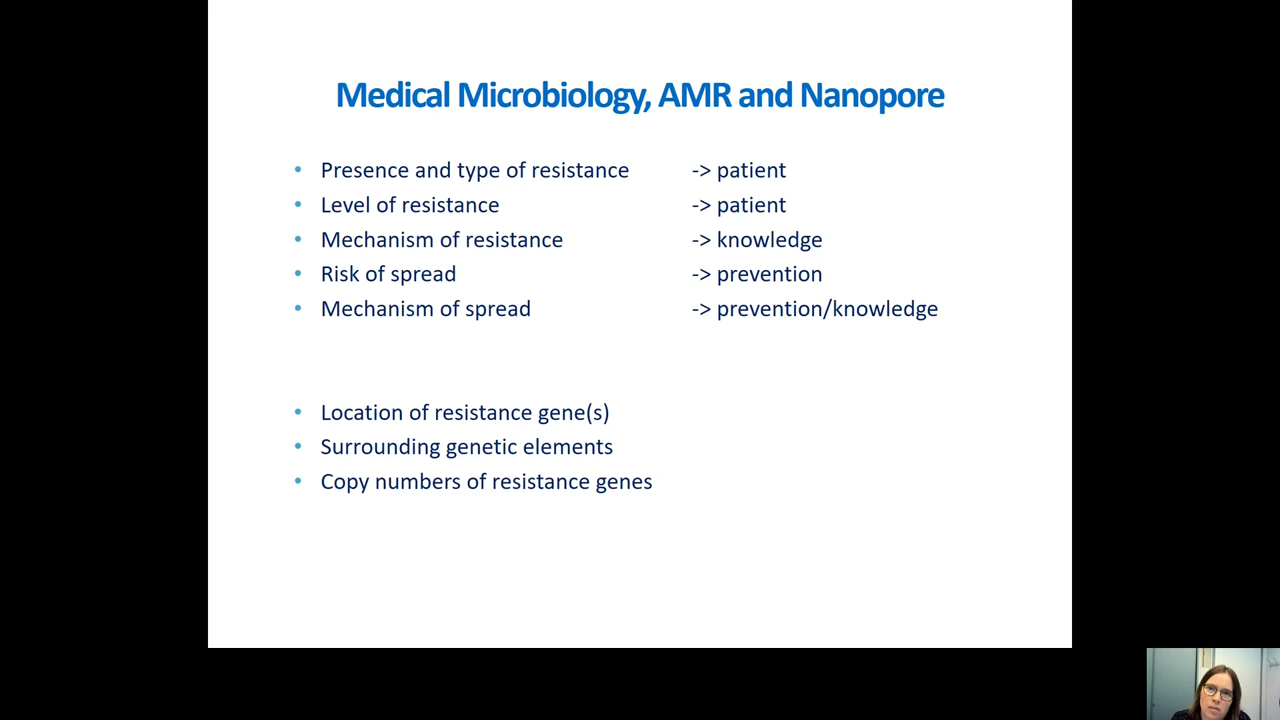 Medical Microbiology, AMR and Nanopore
• Presence and type of resistance -> patient
• Level of resistance -> patient
• Mechanism of resistance -> knowledge
• Risk of spread -> prevention
• Mechanism of spread -> prevention/knowledge
• Location of resistance gene(s)
• Surrounding genetic elements
• Copy numbers of resistance genes